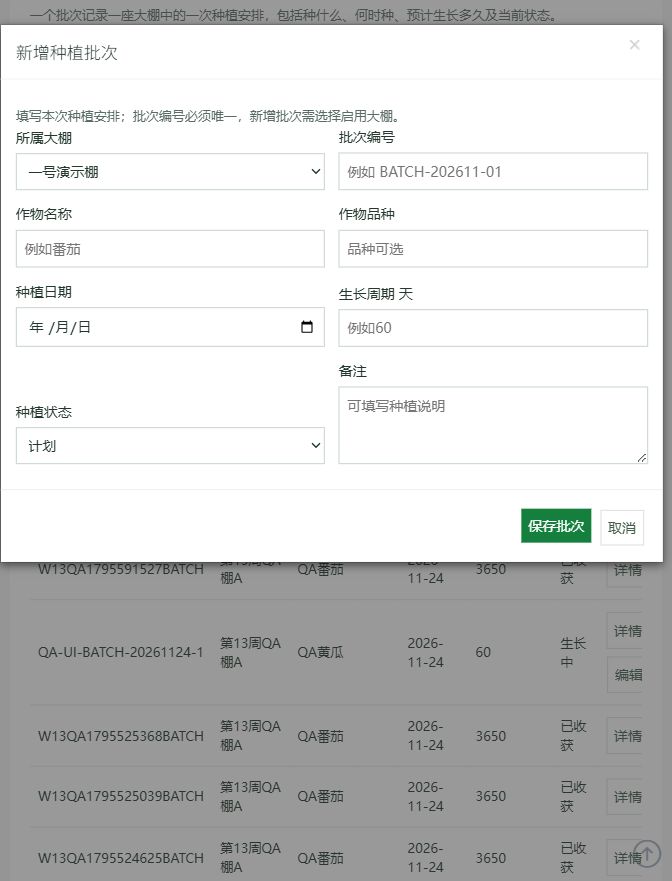 一个批次记录一座大棚中的一次种植安排，包括种什么、何时种、预计生长多久及当前状态。
新增种植批次
×
填写本次种植安排；批次编号必须唯一，新增批次需选择启用大棚。
所属大棚
批次编号
一号演示棚
例如 BATCH-202611-01
作物名称
作物品种
例如番茄
品种可选
种植日期
生长周期 天
年 /月/日
例如60
备注
可填写种植说明
种植状态
计划
保存批次
取消
W13QA1795591527BATCH 第13周QA棚A QA番茄 2026-11-24 3650 已收获 详情
QA-UI-BATCH-20261124-1 第13周QA棚A QA黄瓜 2026-11-24 60 生长中 详情
编辑
W13QA1795525368BATCH 第13周QA棚A QA番茄 2026-11-24 3650 已收获 详情
W13QA1795525039BATCH 第13周QA棚A QA番茄 2026-11-24 3650 已收获 详情
W13QA1795524625BATCH 第13周QA棚A QA番茄 2026-11-24 3650 已收获 详情